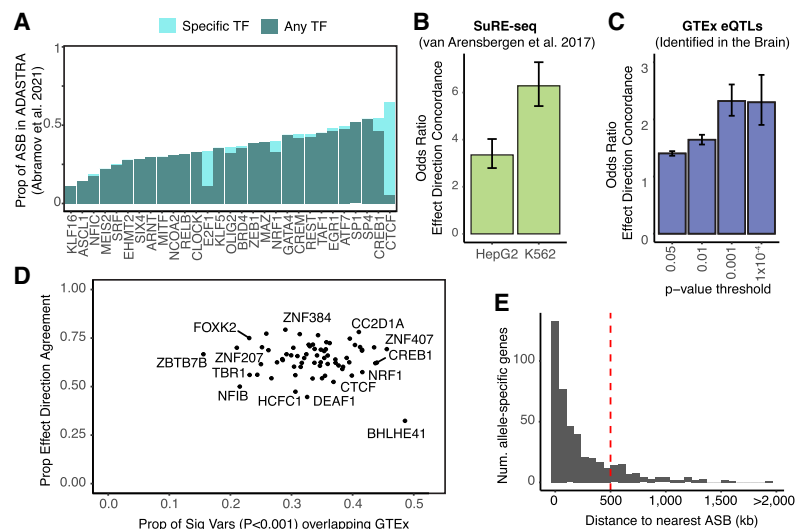 A
Specific TF
Any TF
Prop of ASB in ADASTRA
(Abramov et al. 2021)
1
0.5
0
KLF16
ASCL1
NFIC
MEIS2
SRF
EHMT2
SIX4
ARNT
MITF
NCOA2
RELB
CLOCK
E2F1
KLF5
OLIG2
BRD4
ZEB1
MAZ
NRF1
GATA4
CREM
REST
TAF1
EGR1
ATF7
SP1
SP4
CREB1
CTCF
B
SuRE-seq
(van Arensbergen et al. 2017)
Odds Ratio
Effect Direction Concordance
6
4
2
0
HepG2
K562
C
GTEx eQTLs
(Identified in the Brain)
Odds Ratio
Effect Direction Concordance
3
2
1
0
0.05
0.01
0.001
1x10⁻⁴
p-value threshold
D
Prop Effect Direction Agreement
1.00
0.75
0.50
0.25
0.00
ZNF384
FOXK2
CC2D1A
ZNF407
ZBTB7B
ZNF207
CREB1
TBR1
NRF1
CTCF
NFIB
HCFC1
DEAF1
BHLHE41
0.0
0.1
0.2
0.3
0.4
0.5
Prop of Sig Vars (P<0.001) overlapping GTEx
E
Num. allele-specific genes
100
50
0
0
500
1,000
1,500
>2,000
Distance to nearest ASB (kb)